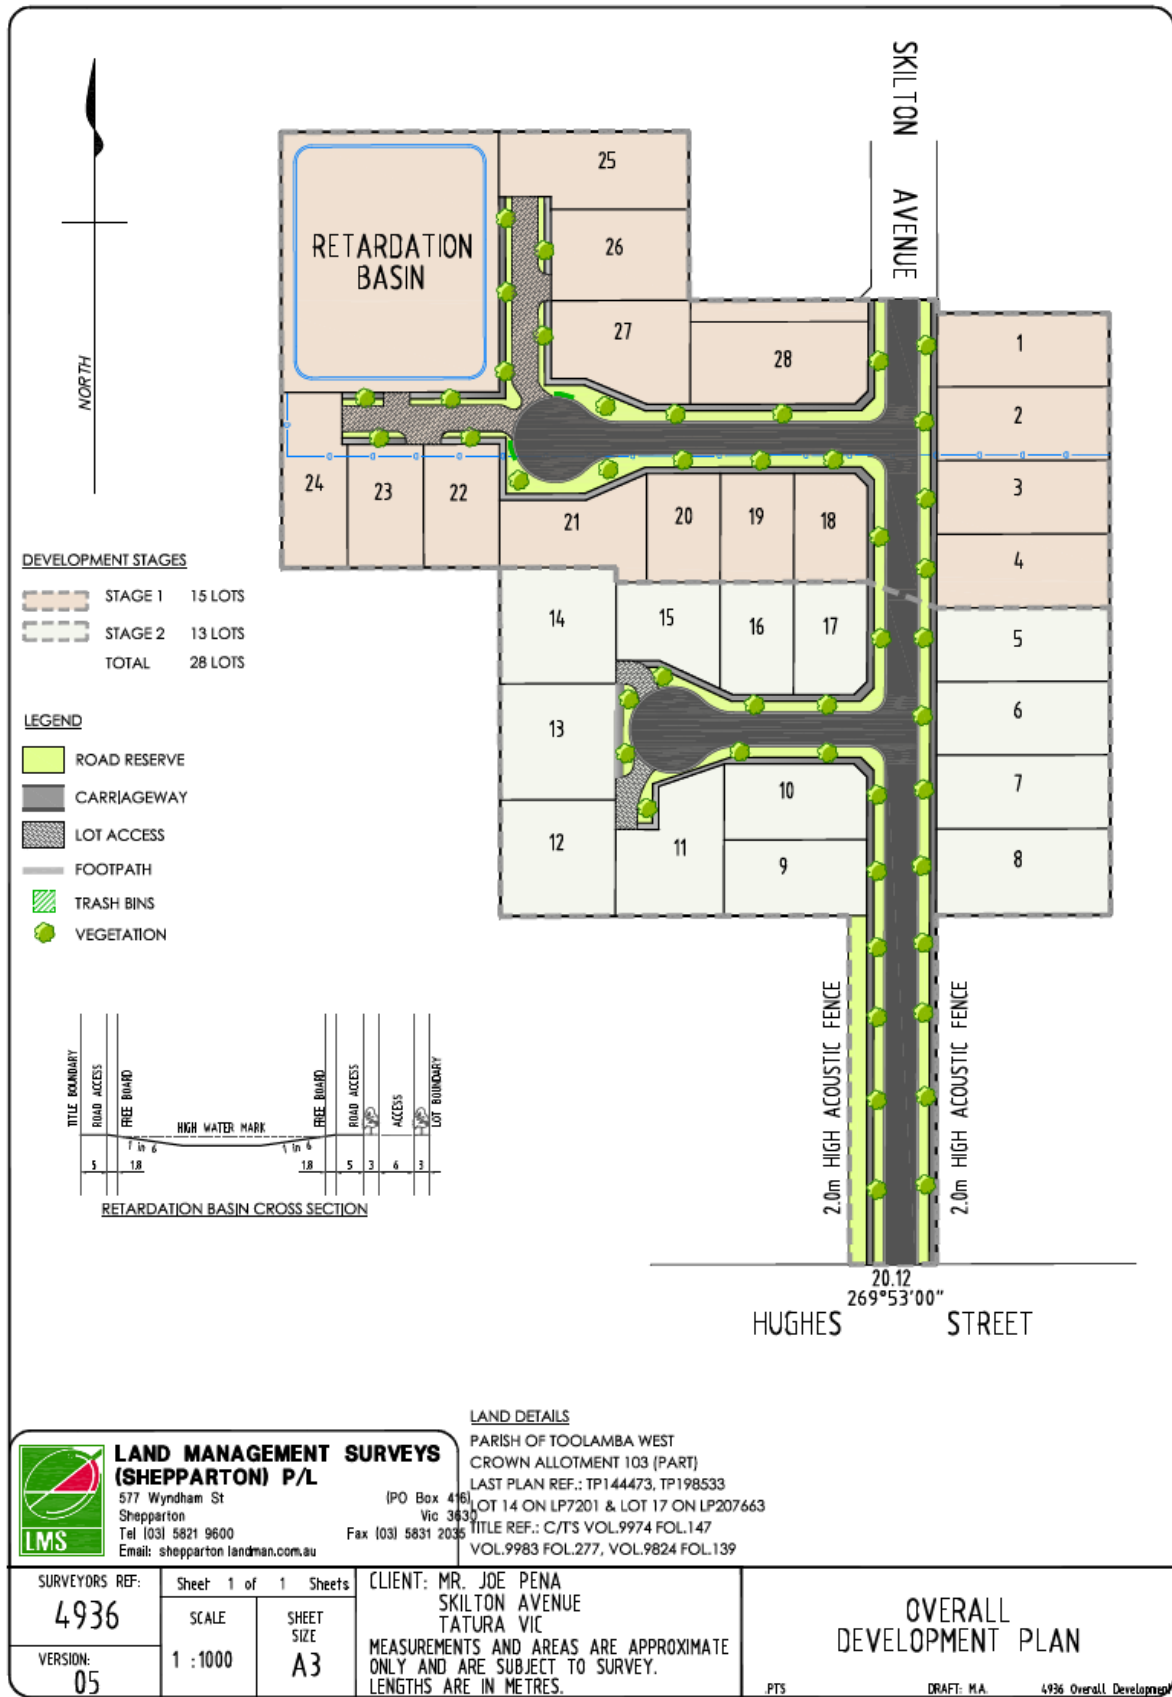 SKILTON AVENUE
NORTH
RETARDATION
BASIN
25
26
27
28
1
2
3
4
24
23
22
21
20
19
18
14
15
16
17
5
13
6
7
10
12
11
9
8
DEVELOPMENT STAGES
STAGE 1 15 LOTS
STAGE 2 13 LOTS
TOTAL 28 LOTS
LEGEND
ROAD RESERVE
CARRIAGEWAY
LOT ACCESS
FOOTPATH
TRASH BINS
VEGETATION
2.0m HIGH ACOUSTIC FENCE
2.0m HIGH ACOUSTIC FENCE
TITLE BOUNDARY
ROAD ACCESS
FREE BOARD
HIGH WATER MARK
1 in 6
1 in 6
FREE BOARD
ROAD ACCESS
ACCESS
LOT BOUNDARY
5 1.8 1.8 5 3 6 3
RETARDATION BASIN CROSS SECTION
20.12
269°53'00"
HUGHES STREET
LAND DETAILS
PARISH OF TOOLAMBA WEST
CROWN ALLOTMENT 103 (PART)
LAST PLAN REF.: TP144473, TP198533
LOT 14 ON LP7201 & LOT 17 ON LP207663
TITLE REF.: C/T'S VOL.9974 FOL.147
VOL.9983 FOL.277, VOL.9824 FOL.139
LMS
LAND MANAGEMENT SURVEYS
(SHEPPARTON) P/L
577 Wyndham St (PO Box 416)
Shepparton Vic 3630
Tel (03) 5821 9600 Fax (03) 5831 2035
Email: shepparton landman.com.au
SURVEYORS REF:
4936
VERSION:
05
Sheet 1 of 1 Sheets
SCALE
1 :1000
SHEET
SIZE
A3
CLIENT: MR. JOE PENA
SKILTON AVENUE
TATURA VIC
MEASUREMENTS AND AREAS ARE APPROXIMATE
ONLY AND ARE SUBJECT TO SURVEY.
LENGTHS ARE IN METRES.
OVERALL
DEVELOPMENT PLAN
.PTS DRAFT: M.A. 4936 Overall Development